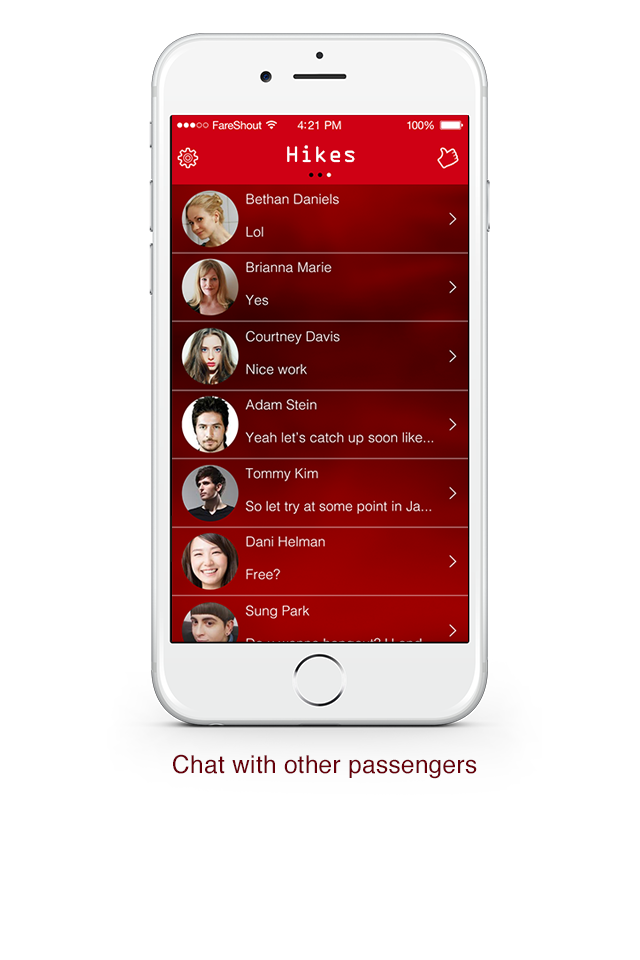 FareShout 4:21 PM 100%
Hikes
Bethan Daniels
Lol
Brianna Marie
Yes
Courtney Davis
Nice work
Adam Stein
Yeah let's catch up soon like...
Tommy Kim
So let try at some point in Ja...
Dani Helman
Free?
Sung Park
Chat with other passengers